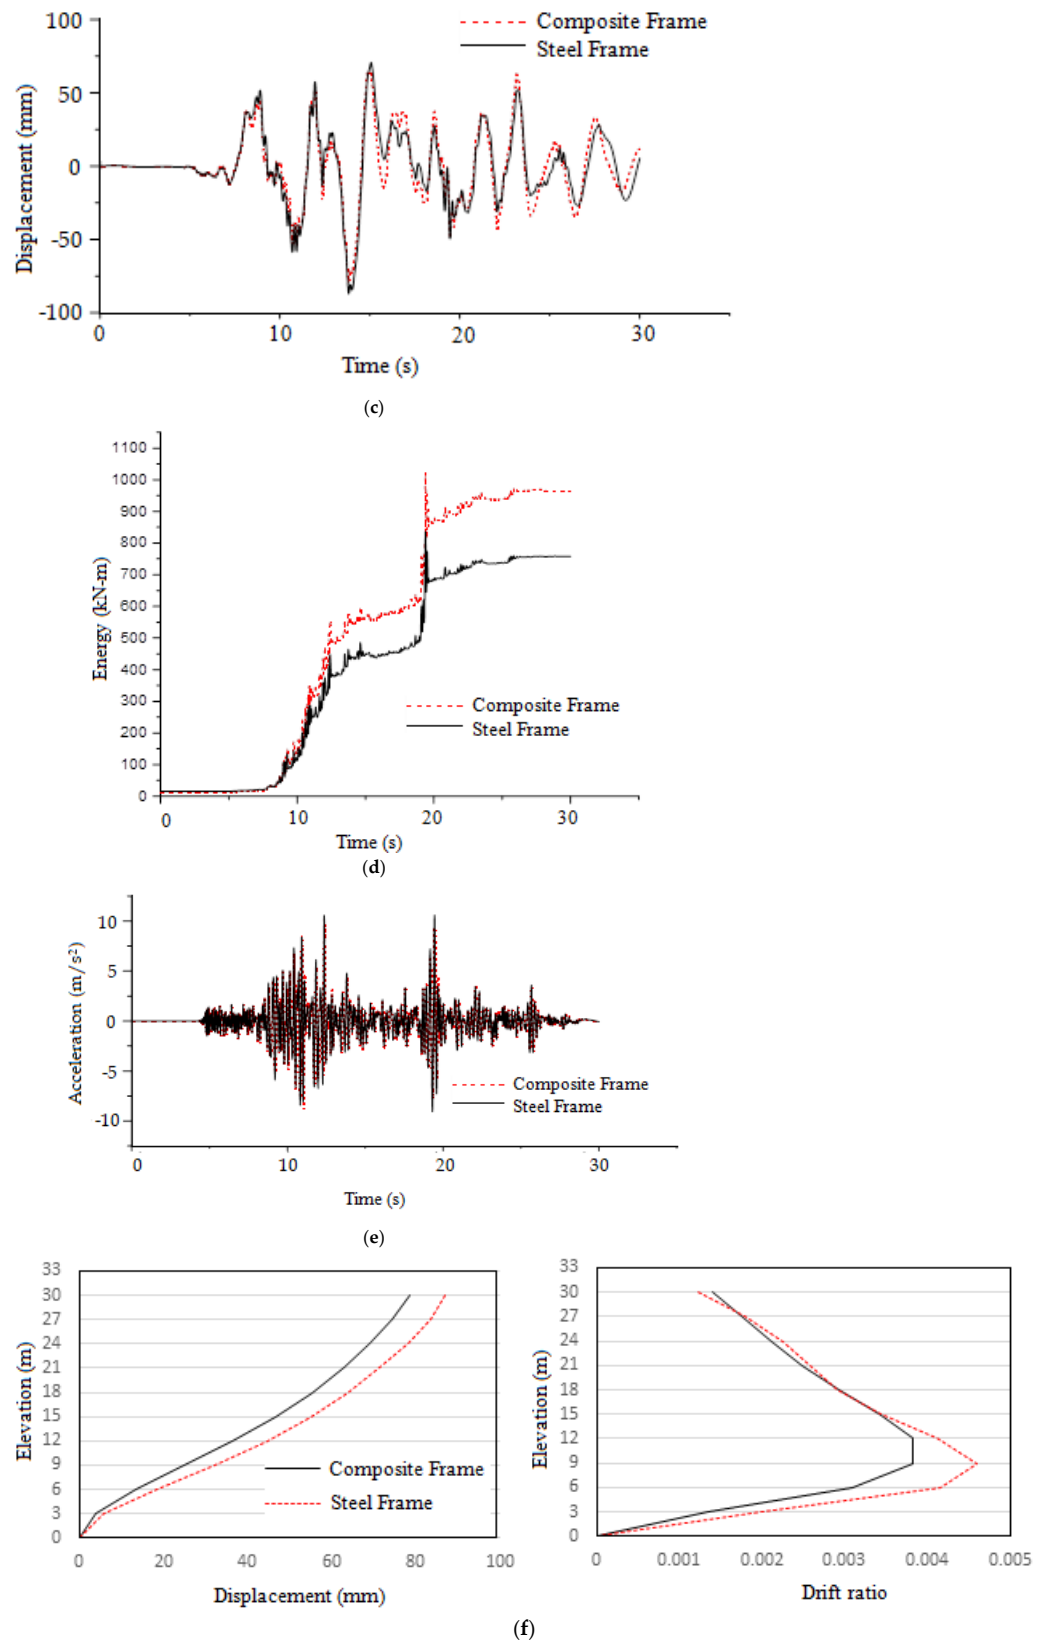 100
50
0
-50
-100
Displacement (mm)
Composite Frame
Steel Frame
0 10 20 30
Time (s)
(c)
1100
1000
900
800
700
600
500
400
300
200
100
0
Energy (kN-m)
Composite Frame
Steel Frame
0 10 20 30
Time (s)
(d)
10
5
0
-5
-10
Acceleration (m/s²)
Composite Frame
Steel Frame
0 10 20 30
Time (s)
(e)
33
30
27
24
21
18
15
12
9
6
3
0
Elevation (m)
Composite Frame
Steel Frame
0 20 40 60 80 100
Displacement (mm)
33
30
27
24
21
18
15
12
9
6
3
0
Elevation (m)
0 0.001 0.002 0.003 0.004 0.005
Drift ratio
(f)